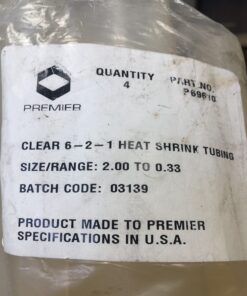 QUANTITY PART NO:
4 P69610
PREMIER
CLEAR 6-2-1 HEAT SHRINK TUBING
SIZE/RANGE: 2.00 TO 0.33
BATCH CODE: 03139
PRODUCT MADE TO PREMIER
SPECIFICATIONS IN U.S.A.